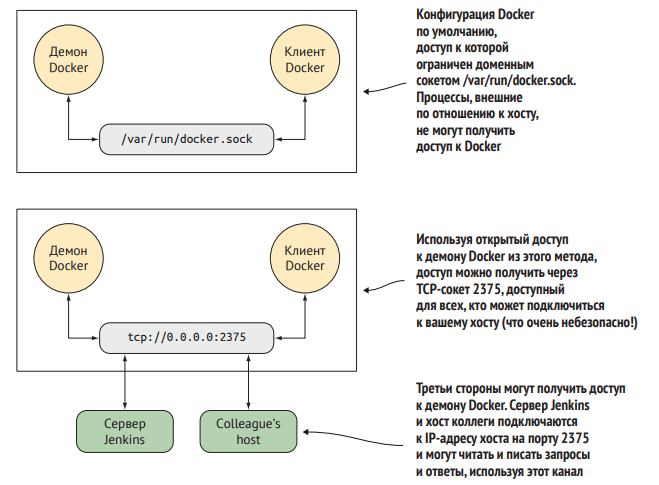 Демон
Docker
Клиент
Docker
/var/run/docker.sock
Конфигурация Docker
по умолчанию,
доступ к которой
ограничен доменным
сокетом /var/run/docker.sock.
Процессы, внешние
по отношению к хосту,
не могут получить
доступ к Docker
Демон
Docker
Клиент
Docker
tcp://0.0.0.0:2375
Используя открытый доступ
к демону Docker из этого метода,
доступ можно получить через
TCP-сокет 2375, доступный
для всех, кто может подключиться
к вашему хосту (что очень небезопасно!)
Сервер
Jenkins
Colleague's
host
Третьи стороны могут получить доступ
к демону Docker. Сервер Jenkins
и хост коллеги подключаются
к IP-адресу хоста на порту 2375
и могут читать и писать запросы
и ответы, используя этот канал